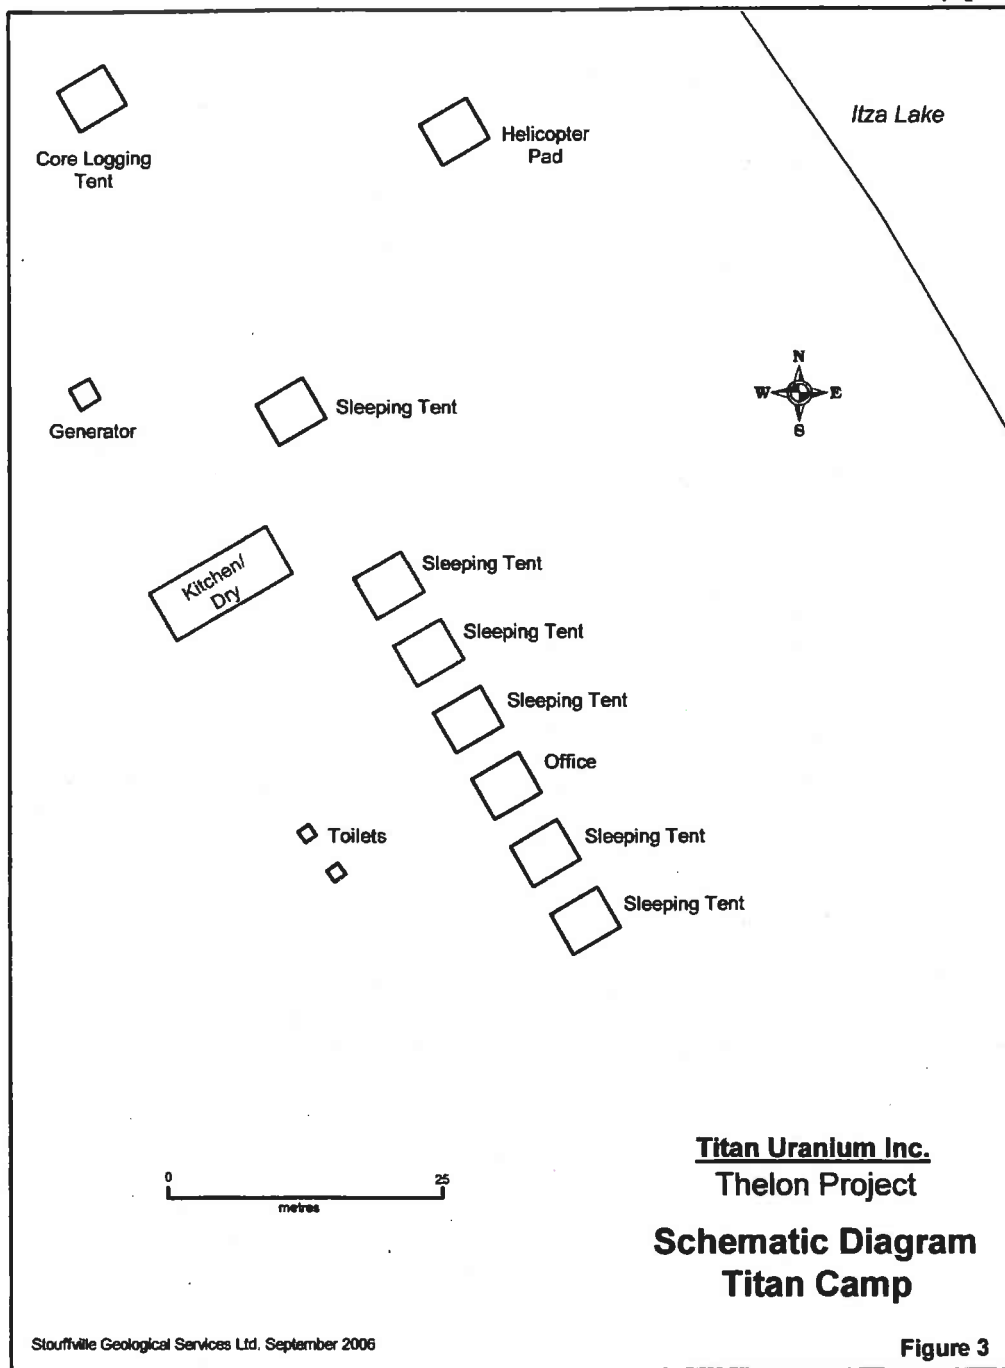 Itza Lake
Helicopter
Pad
Core Logging
Tent
N
W E
S
Sleeping Tent
Generator
Kitchen/
Dry
Sleeping Tent
Sleeping Tent
Sleeping Tent
Office
Toilets
Sleeping Tent
Sleeping Tent
0 25
metres
Titan Uranium Inc.
Thelon Project
Schematic Diagram
Titan Camp
Stouffville Geological Services Ltd. September 2006
Figure 3